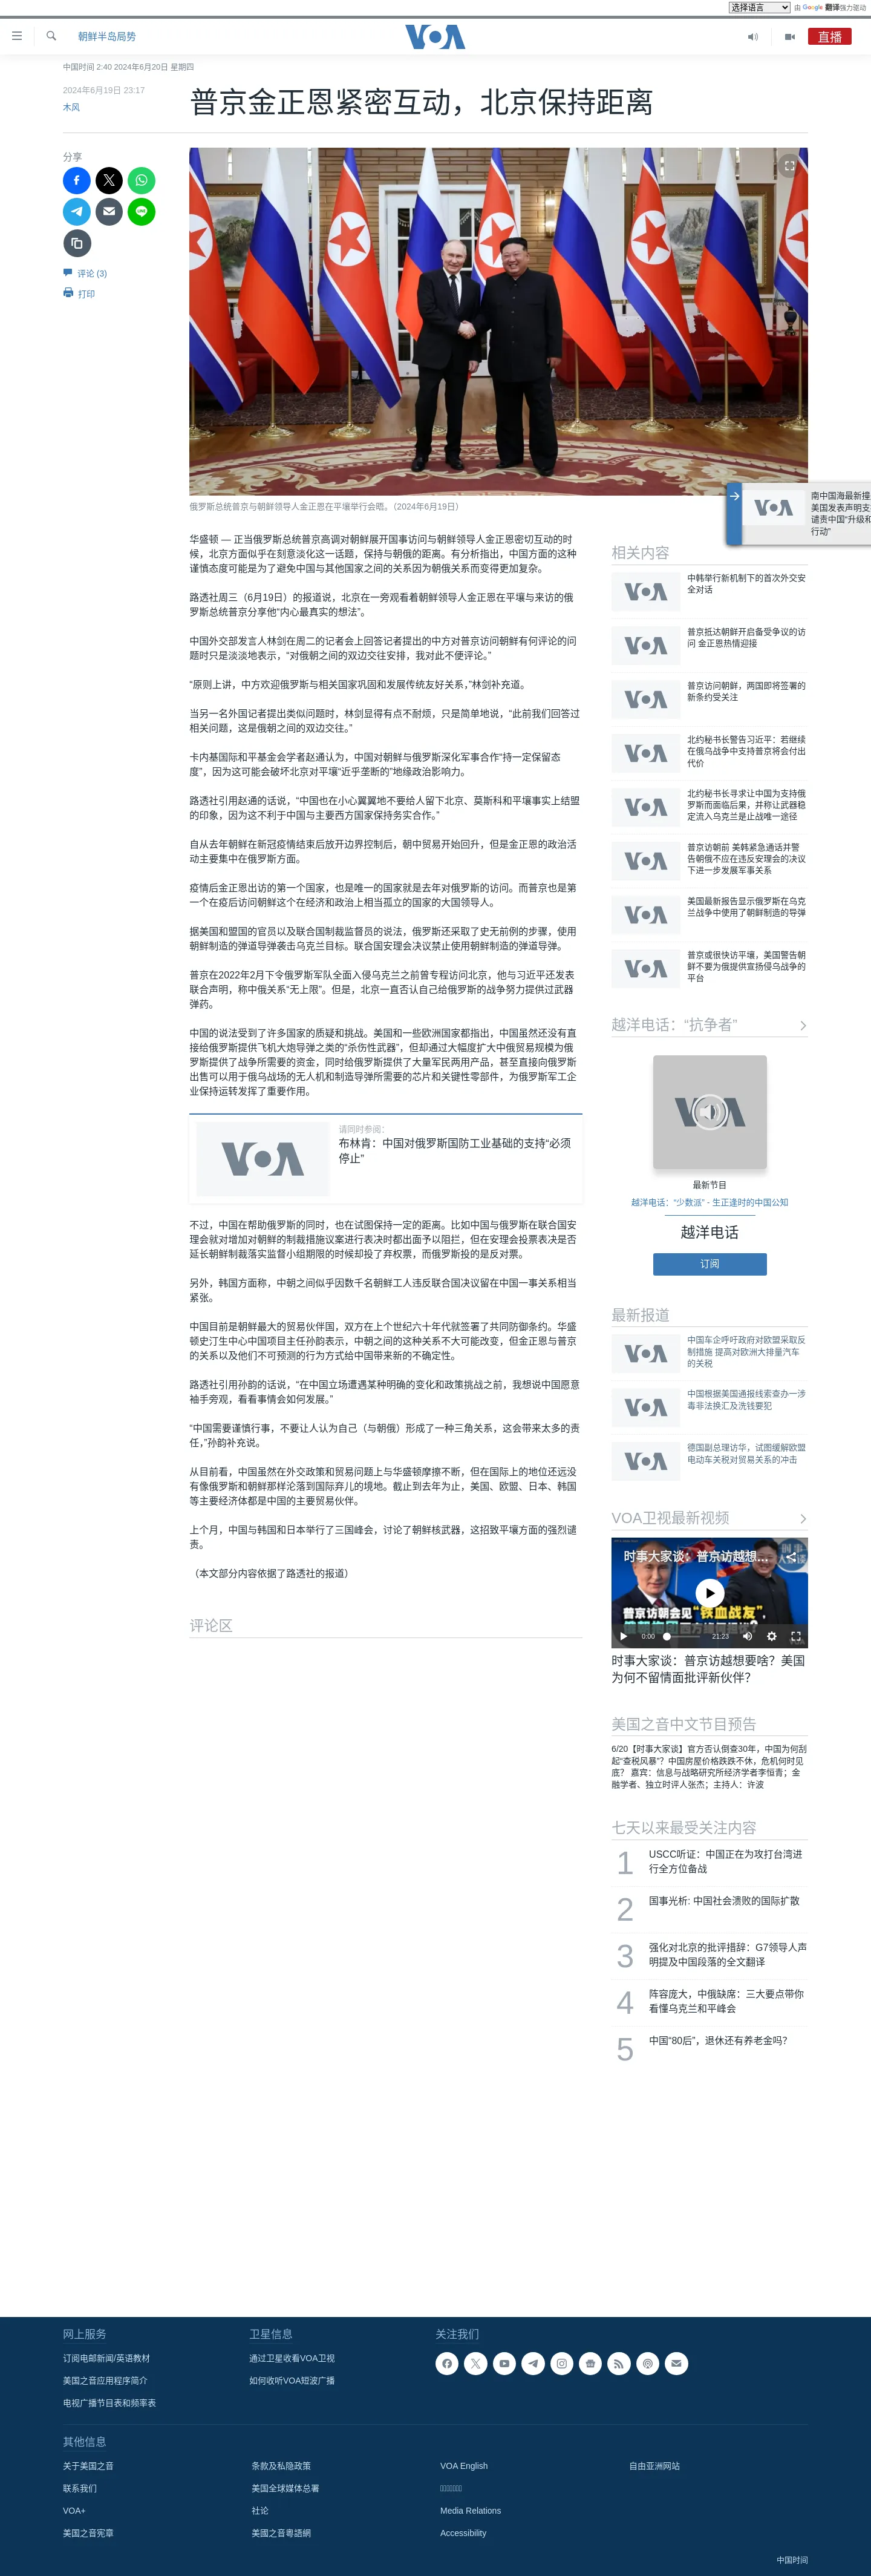 选择语言 由 Google 翻译强力驱动
朝鲜半岛局势
VOA
直播
中国时间 2:40 2024年6月20日 星期四
2024年6月19日 23:17
木风
普京金正恩紧密互动，北京保持距离
分享
评论 (3)
打印
俄罗斯总统普京与朝鲜领导人金正恩在平壤举行会晤。（2024年6月19日）
华盛顿 — 正当俄罗斯总统普京高调对朝鲜展开国事访问与朝鲜领导人金正恩密切互动的时
候，北京方面似乎在刻意淡化这一话题，保持与朝俄的距离。有分析指出，中国方面的这种
谨慎态度可能是为了避免中国与其他国家之间的关系因为朝俄关系而变得更加复杂。
路透社周三（6月19日）的报道说，北京在一旁观看着朝鲜领导人金正恩在平壤与来访的俄
罗斯总统普京分享他“内心最真实的想法”。
中国外交部发言人林剑在周二的记者会上回答记者提出的中方对普京访问朝鲜有何评论的问
题时只是淡淡地表示，“对俄朝之间的双边交往安排，我对此不便评论。”
“原则上讲，中方欢迎俄罗斯与相关国家巩固和发展传统友好关系，”林剑补充道。
当另一名外国记者提出类似问题时，林剑显得有点不耐烦，只是简单地说，“此前我们回答过
相关问题，这是俄朝之间的双边交往。”
卡内基国际和平基金会学者赵通认为，中国对朝鲜与俄罗斯深化军事合作“持一定保留态
度”，因为这可能会破坏北京对平壤“近乎垄断的”地缘政治影响力。
路透社引用赵通的话说，“中国也在小心翼翼地不要给人留下北京、莫斯科和平壤事实上结盟
的印象，因为这不利于中国与主要西方国家保持务实合作。”
自从去年朝鲜在新冠疫情结束后放开边界控制后，朝中贸易开始回升，但是金正恩的政治活
动主要集中在俄罗斯方面。
疫情后金正恩出访的第一个国家，也是唯一的国家就是去年对俄罗斯的访问。而普京也是第
一个在疫后访问朝鲜这个在经济和政治上相当孤立的国家的大国领导人。
据美国和盟国的官员以及联合国制裁监督员的说法，俄罗斯还采取了史无前例的步骤，使用
朝鲜制造的弹道导弹袭击乌克兰目标。联合国安理会决议禁止使用朝鲜制造的弹道导弹。
普京在2022年2月下令俄罗斯军队全面入侵乌克兰之前曾专程访问北京，他与习近平还发表
联合声明，称中俄关系“无上限”。但是，北京一直否认自己给俄罗斯的战争努力提供过武器
弹药。
中国的说法受到了许多国家的质疑和挑战。美国和一些欧洲国家都指出，中国虽然还没有直
接给俄罗斯提供飞机大炮导弹之类的“杀伤性武器”，但却通过大幅度扩大中俄贸易规模为俄
罗斯提供了战争所需要的资金，同时给俄罗斯提供了大量军民两用产品，甚至直接向俄罗斯
出售可以用于俄乌战场的无人机和制造导弹所需要的芯片和关键性零部件，为俄罗斯军工企
业保持运转发挥了重要作用。
VOA
请同时参阅：
布林肯：中国对俄罗斯国防工业基础的支持“必须
停止”
不过，中国在帮助俄罗斯的同时，也在试图保持一定的距离。比如中国与俄罗斯在联合国安
理会就对增加对朝鲜的制裁措施议案进行表决时都出面予以阻拦，但在安理会投票表决是否
延长朝鲜制裁落实监督小组期限的时候却投了弃权票，而俄罗斯投的是反对票。
另外，韩国方面称，中朝之间似乎因数千名朝鲜工人违反联合国决议留在中国一事关系相当
紧张。
中国目前是朝鲜最大的贸易伙伴国，双方在上个世纪六十年代就签署了共同防御条约。华盛
顿史汀生中心中国项目主任孙韵表示，中朝之间的这种关系不大可能改变，但金正恩与普京
的关系以及他们不可预测的行为方式给中国带来新的不确定性。
路透社引用孙韵的话说，“在中国立场遭遇某种明确的变化和政策挑战之前，我想说中国愿意
袖手旁观，看看事情会如何发展。”
“中国需要谨慎行事，不要让人认为自己（与朝俄）形成了一种三角关系，这会带来太多的责
任，”孙韵补充说。
从目前看，中国虽然在外交政策和贸易问题上与华盛顿摩擦不断，但在国际上的地位还远没
有像俄罗斯和朝鲜那样沦落到国际弃儿的境地。截止到去年为止，美国、欧盟、日本、韩国
等主要经济体都是中国的主要贸易伙伴。
上个月，中国与韩国和日本举行了三国峰会，讨论了朝鲜核武器，这招致平壤方面的强烈谴
责。
（本文部分内容依据了路透社的报道）
评论区
VOA
南中国海最新撞
美国发表声明支
谴责中国“升级和
行动”
相关内容
VOA
中韩举行新机制下的首次外交安
全对话
VOA
普京抵达朝鲜开启备受争议的访
问 金正恩热情迎接
VOA
普京访问朝鲜，两国即将签署的
新条约受关注
VOA
北约秘书长警告习近平：若继续
在俄乌战争中支持普京将会付出
代价
VOA
北约秘书长寻求让中国为支持俄
罗斯而面临后果，并称让武器稳
定流入乌克兰是止战唯一途径
VOA
普京访朝前 美韩紧急通话并警
告朝俄不应在违反安理会的决议
下进一步发展军事关系
VOA
美国最新报告显示俄罗斯在乌克
兰战争中使用了朝鲜制造的导弹
VOA
普京或很快访平壤，美国警告朝
鲜不要为俄提供宣扬侵乌战争的
平台
越洋电话：“抗争者”
VOA
最新节目
越洋电话：“少数派” - 生正逢时的中国公知
越洋电话
订阅
最新报道
VOA
中国车企呼吁政府对欧盟采取反
制措施 提高对欧洲大排量汽车
的关税
VOA
中国根据美国通报线索查办一涉
毒非法换汇及洗钱要犯
VOA
德国副总理访华，试图缓解欧盟
电动车关税对贸易关系的冲击
VOA卫视最新视频
时事大家谈：普京访越想...
普京访朝会见“铁血战友”，
0:00 21:23
时事大家谈：普京访越想要啥？美国
为何不留情面批评新伙伴？
美国之音中文节目预告
6/20【时事大家谈】官方否认倒查30年，中国为何刮
起“查税风暴”？中国房屋价格跌跌不休，危机何时见
底？ 嘉宾：信息与战略研究所经济学者李恒青；金
融学者、独立时评人张杰；主持人：许波
七天以来最受关注内容
1 USCC听证：中国正在为攻打台湾进
行全方位备战
2 国事光析: 中国社会溃败的国际扩散
3 强化对北京的批评措辞：G7领导人声
明提及中国段落的全文翻译
4 阵容庞大，中俄缺席：三大要点带你
看懂乌克兰和平峰会
5 中国“80后”，退休还有养老金吗？
网上服务
订阅电邮新闻/英语教材
美国之音应用程序简介
电视广播节目表和频率表
卫星信息
通过卫星收看VOA卫视
如何收听VOA短波广播
关注我们
其他信息
关于美国之音
联系我们
VOA+
美国之音宪章
条款及私隐政策
美国全球媒体总署
社论
美國之音粵語網
VOA English
Media Relations
Accessibility
自由亚洲网站
中国时间